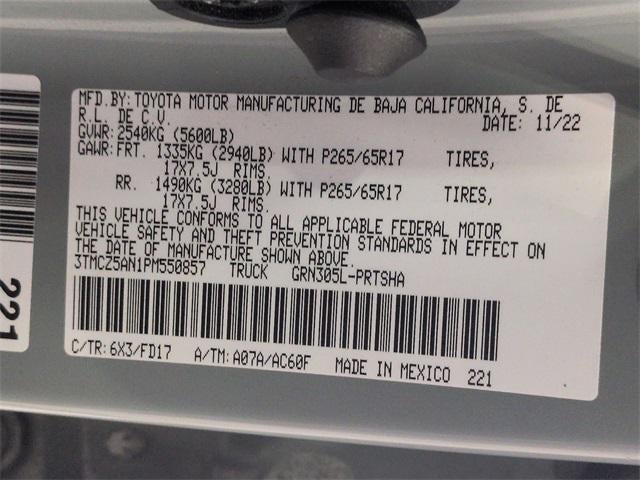 MFD.BY: TOYOTA MOTOR MANUFACTURING DE BAJA CALIFORNIA, S. DE
R.L. DE C.V. DATE: 11/22
GVWR: 2540KG (5600LB)
GAWR: FRT. 1335KG (2940LB) WITH P265/65R17 TIRES,
17X7.5J RIMS.
RR. 1490KG (3280LB) WITH P265/65R17 TIRES,
17X7.5J RIMS.
THIS VEHICLE CONFORMS TO ALL APPLICABLE FEDERAL MOTOR
VEHICLE SAFETY AND THEFT PREVENTION STANDARDS IN EFFECT ON
THE DATE OF MANUFACTURE SHOWN ABOVE.
3TMCZ5AN1PM550857 TRUCK GRN305L-PRTSHA
C/TR: 6X3/FD17 A/TM: A07A/AC60F MADE IN MEXICO 221
221